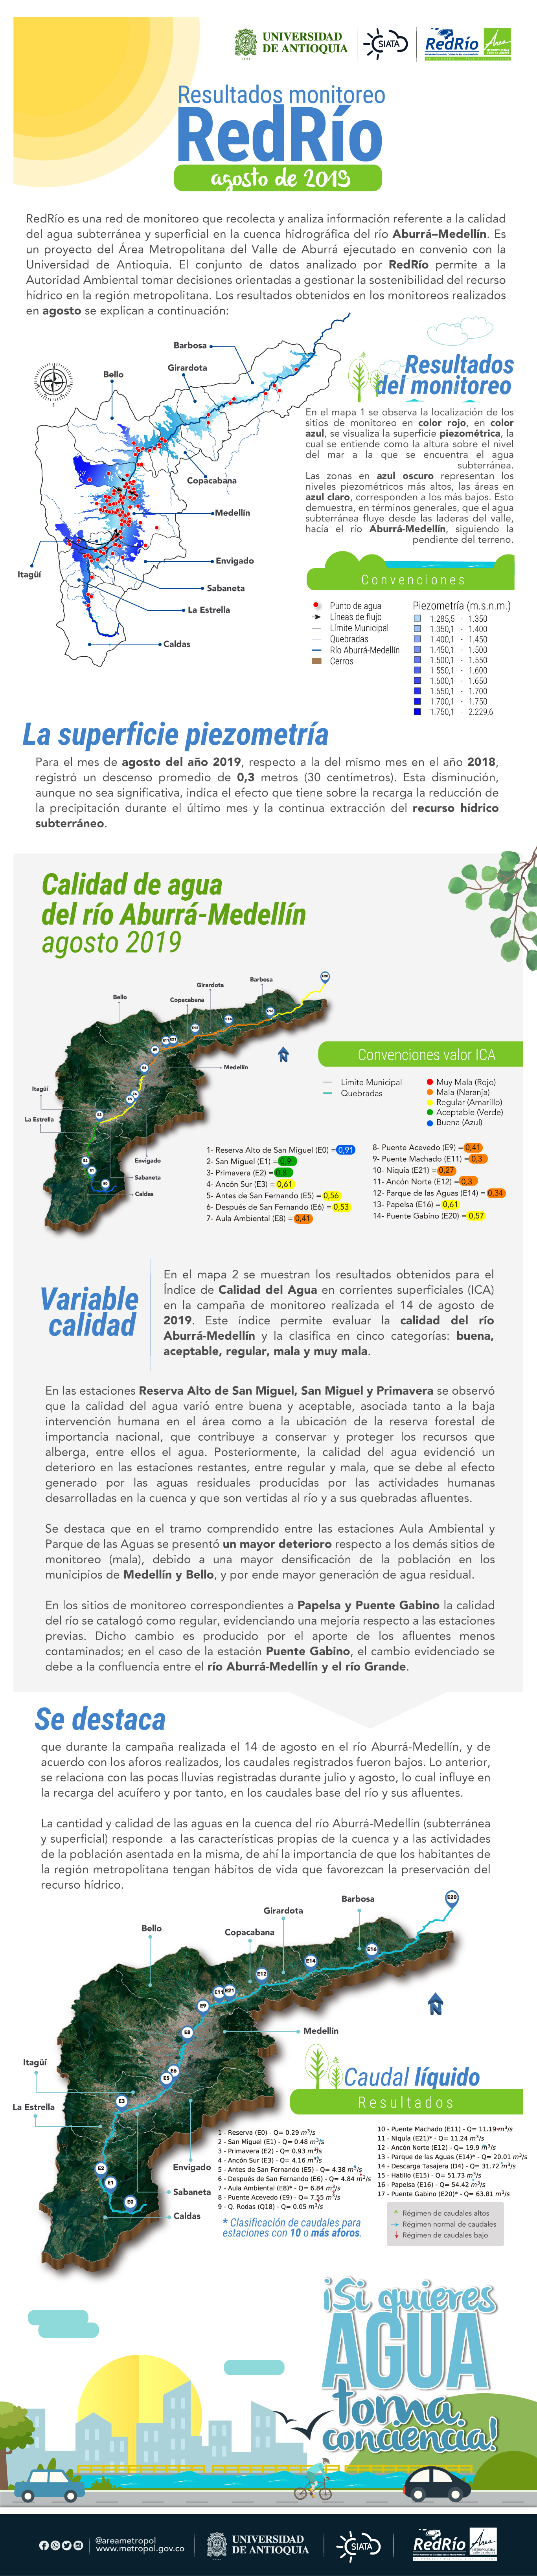 UNIVERSIDAD
DE ANTIOQUIA
1803
SIATA
RedRío
Área
Resultados monitoreo
RedRío
agosto de 2019
RedRío es una red de monitoreo que recolecta y analiza información referente a la calidad
del agua subterránea y superficial en la cuenca hidrográfica del río Aburrá–Medellín. Es
un proyecto del Área Metropolitana del Valle de Aburrá ejecutado en convenio con la
Universidad de Antioquia. El conjunto de datos analizado por RedRío permite a la
Autoridad Ambiental tomar decisiones orientadas a gestionar la sostenibilidad del recurso
hídrico en la región metropolitana. Los resultados obtenidos en los monitoreos realizados
en agosto se explican a continuación:
Barbosa
Girardota
Bello
Copacabana
Medellín
Envigado
Itagüí
Sabaneta
La Estrella
Caldas
Resultados
del monitoreo
En el mapa 1 se observa la localización de los
sitios de monitoreo en color rojo, en color
azul, se visualiza la superficie piezométrica, la
cual se entiende como la altura sobre el nivel
del mar a la que se encuentra el agua
subterránea.
Las zonas en azul oscuro representan los
niveles piezométricos más altos, las áreas en
azul claro, corresponden a los más bajos. Esto
demuestra, en términos generales, que el agua
subterránea fluye desde las laderas del valle,
hacía el río Aburrá-Medellín, siguiendo la
pendiente del terreno.
Convenciones
Punto de agua
Líneas de flujo
Límite Municipal
Quebradas
Río Aburrá-Medellín
Cerros
Piezometría (m.s.n.m.)
1.285,5 - 1.350
1.350,1 - 1.400
1.400,1 - 1.450
1.450,1 - 1.500
1.500,1 - 1.550
1.550,1 - 1.600
1.600,1 - 1.650
1.650,1 - 1.700
1.700,1 - 1.750
1.750,1 - 2.229,6
La superficie piezometría
Para el mes de agosto del año 2019, respecto a la del mismo mes en el año 2018,
registró un descenso promedio de 0,3 metros (30 centímetros). Esta disminución,
aunque no sea significativa, indica el efecto que tiene sobre la recarga la reducción de
la precipitación durante el último mes y la continua extracción del recurso hídrico
subterráneo.
Calidad de agua
del río Aburrá-Medellín
agosto 2019
Barbosa
Girardota
Copacabana
Bello
Medellín
Itagüí
La Estrella
Envigado
Sabaneta
Caldas
N
Convenciones valor ICA
Límite Municipal
Quebradas
Muy Mala (Rojo)
Mala (Naranja)
Regular (Amarillo)
Aceptable (Verde)
Buena (Azul)
1- Reserva Alto de San Miguel (E0) = 0,91
2- San Miguel (E1) = 0,9
3- Primavera (E2) = 0,8
4- Ancón Sur (E3) = 0,61
5- Antes de San Fernando (E5) = 0,56
6- Después de San Fernando (E6) = 0,53
7- Aula Ambiental (E8) = 0,41
8- Puente Acevedo (E9) = 0,41
9- Puente Machado (E11) = 0,3
10- Niquía (E21) = 0,27
11- Ancón Norte (E12) = 0,3
12- Parque de las Aguas (E14) = 0,34
13- Papelsa (E16) = 0,61
14- Puente Gabino (E20) = 0,57
Variable
calidad
En el mapa 2 se muestran los resultados obtenidos para el
Índice de Calidad del Agua en corrientes superficiales (ICA)
en la campaña de monitoreo realizada el 14 de agosto en
2019. Este índice permite evaluar la calidad del río
Aburrá-Medellín y la clasifica en cinco categorías: buena,
aceptable, regular, mala y muy mala.
En las estaciones Reserva Alto de San Miguel, San Miguel y Primavera se observó
que la calidad del agua varió entre buena y aceptable, asociada tanto a la baja
intervención humana en el área como a la ubicación de la reserva forestal de
importancia nacional, que contribuye a conservar y proteger los recursos que
alberga, entre ellos el agua. Posteriormente, la calidad del agua evidenció un
deterioro en las estaciones restantes, entre regular y mala, que se debe al efecto
generado por las aguas residuales producidas por las actividades humanas
desarrolladas en la cuenca y que son vertidas al río y a sus quebradas afluentes.
Se destaca que en el tramo comprendido entre las estaciones Aula Ambiental y
Parque de las Aguas se presentó un mayor deterioro respecto a los demás sitios de
monitoreo (mala), debido a una mayor densificación de la población en los
municipios de Medellín y Bello, y por ende mayor generación de agua residual.
En los sitios de monitoreo correspondientes a Papelsa y Puente Gabino la calidad
del río se catalogó como regular, evidenciando una mejoría respecto a las estaciones
previas. Dicho cambio es producido por el aporte de los afluentes menos
contaminados; en el caso de la estación Puente Gabino, el cambio evidenciado se
debe a la confluencia entre el río Aburrá-Medellín y el río Grande.
Se destaca
que durante la campaña realizada el 14 de agosto en el río Aburrá-Medellín, y de
acuerdo con los aforos realizados, los caudales registrados fueron bajos. Lo anterior,
se relaciona con las pocas lluvias registradas durante julio y agosto, lo cual influye en
la recarga del acuífero y por tanto, en los caudales base del río y sus afluentes.
La cantidad y calidad de las aguas en la cuenca del río Aburrá-Medellín (subterránea
y superficial) responde a las características propias de la cuenca y a las actividades
de la población asentada en la misma, de ahí la importancia de que los habitantes de
la región metropolitana tengan hábitos de vida que favorezcan la preservación del
recurso hídrico.
E20
Barbosa
Girardota
Copacabana
Bello
E16
E14
E12
E11 E21
E9
E8
Medellín
N
Itagüí
E6
E5
La Estrella
E3
Envigado
E2
E1
Sabaneta
E0
Caldas
Caudal líquido
Resultados
1 - Reserva (E0) - Q= 0.29 m³/s
2 - San Miguel (E1) - Q= 0.48 m³/s
3 - Primavera (E2) - Q= 0.93 m³/s
4 - Ancón Sur (E3) - Q= 4.16 m³/s
5 - Antes de San Fernando (E5) - Q= 4.38 m³/s
6 - Después de San Fernando (E6) - Q= 4.84 m³/s
7 - Aula Ambiental (E8)* - Q= 6.84 m³/s
8 - Puente Acevedo (E9) - Q= 7.55 m³/s
9 - Q. Rodas (Q18) - Q= 0.05 m³/s
10 - Puente Machado (E11) - Q= 11.19 m³/s
11 - Niquía (E21)* - Q= 11.24 m³/s
12 - Ancón Norte (E12) - Q= 19.9 m³/s
13 - Parque de las Aguas (E14)* - Q= 20.01 m³/s
14 - Descarga Tasajera (D4) - Q= 31.72 m³/s
15 - Hatillo (E15) - Q= 51.73 m³/s
16 - Papelsa (E16) - Q= 54.42 m³/s
17 - Puente Gabino (E20)* - Q= 63.81 m³/s
* Clasificación de caudales para
estaciones con 10 o más aforos.
Régimen de caudales altos
Régimen normal de caudales
Régimen de caudales bajo
¡Si quieres
AGUA
toma
conciencia!
@areametropol
www.metropol.gov.co
UNIVERSIDAD
DE ANTIOQUIA
SIATA
RedRío
Área